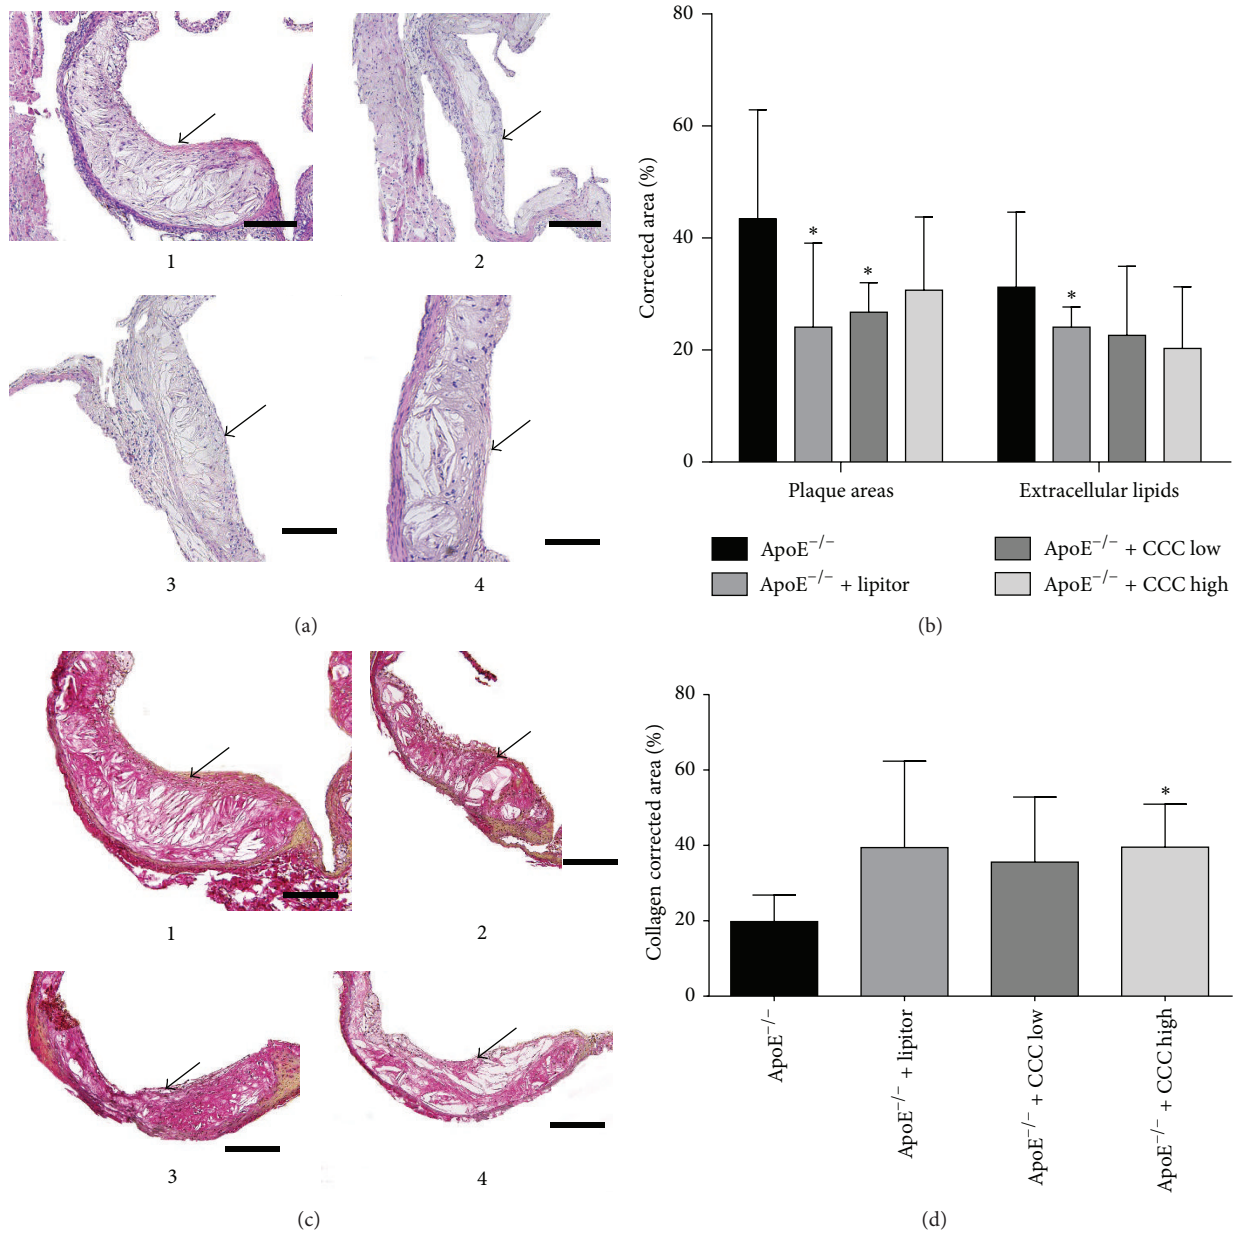 1
2
3
4
(a)
80
60
40
20
0
Corrected area (%)
*
*
*
Plaque areas
Extracellular lipids
ApoE−/−
ApoE−/− + lipitor
ApoE−/− + CCC low
ApoE−/− + CCC high
(b)
1
2
3
4
(c)
80
60
40
20
0
Collagen corrected area (%)
*
ApoE−/−
ApoE−/− + lipitor
ApoE−/− + CCC low
ApoE−/− + CCC high
(d)